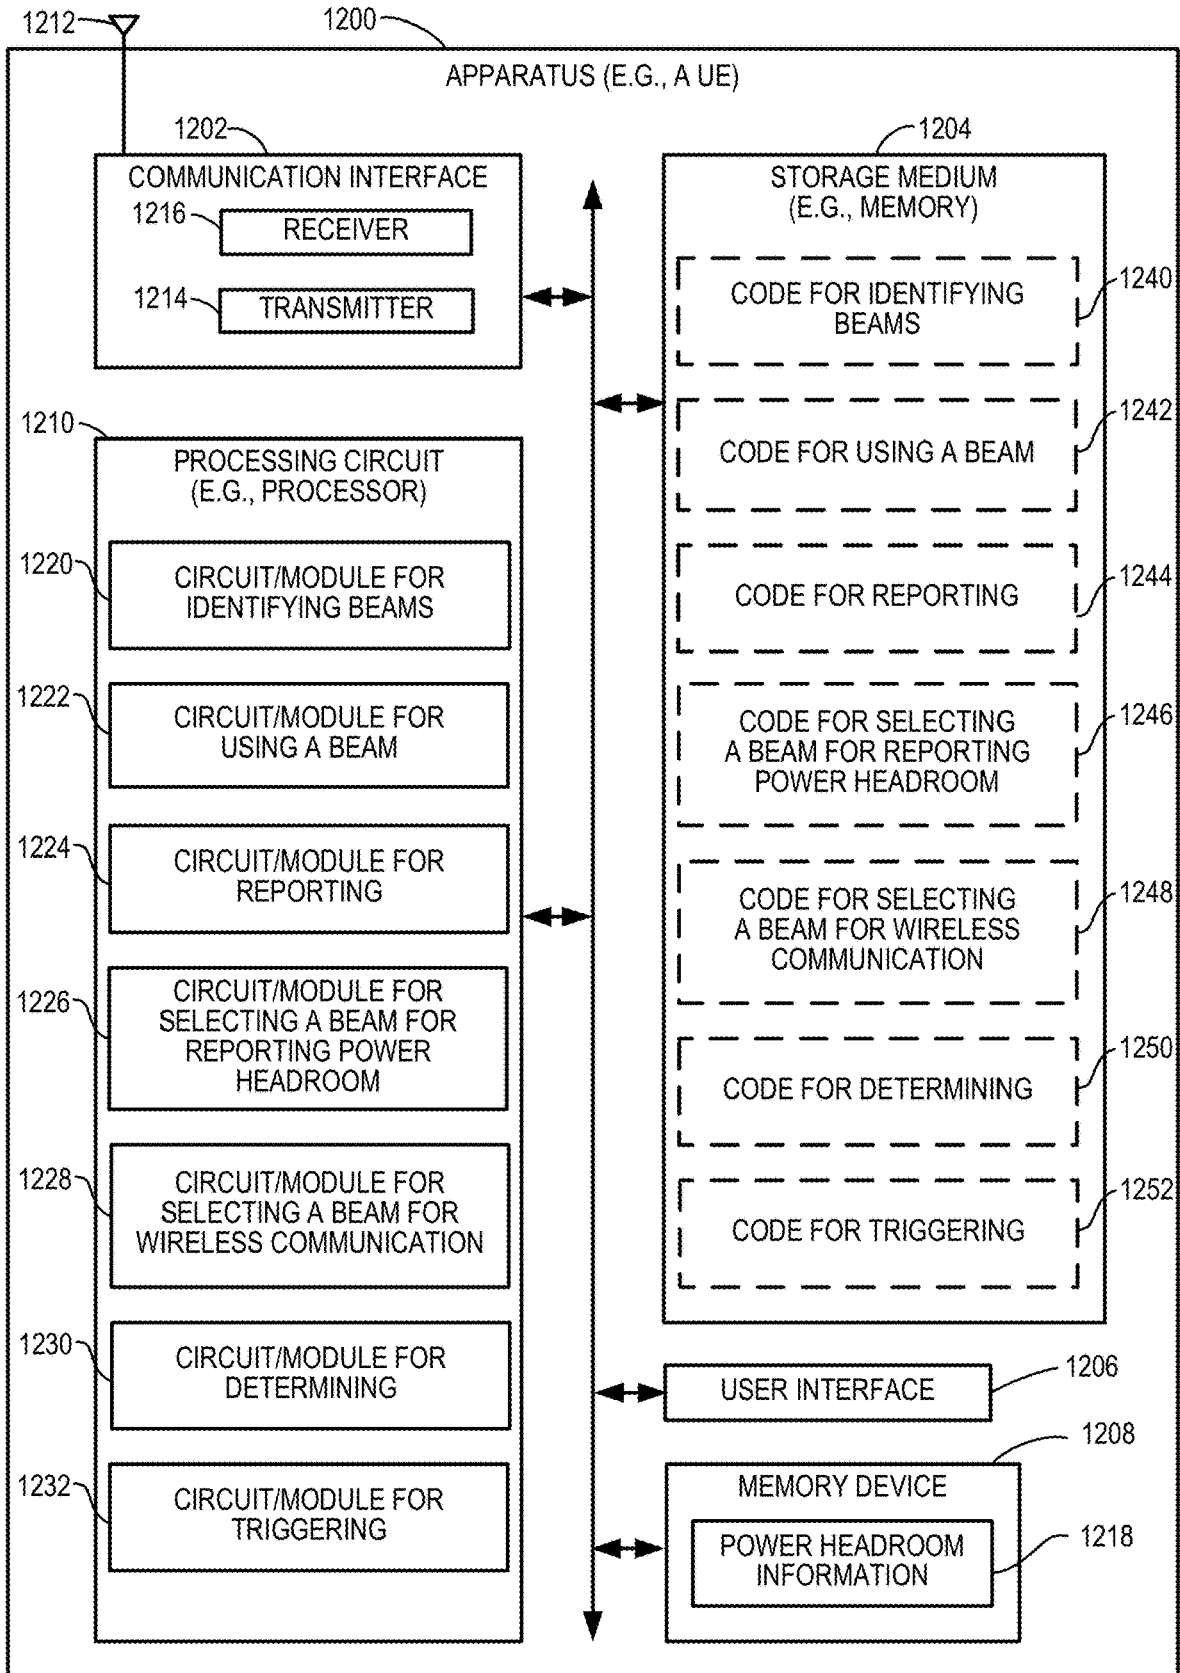 1212
1200
APPARATUS (E.G., A UE)
1202
COMMUNICATION INTERFACE
1216
RECEIVER
1214
TRANSMITTER
1210
PROCESSING CIRCUIT
(E.G., PROCESSOR)
1220
CIRCUIT/MODULE FOR
IDENTIFYING BEAMS
1222
CIRCUIT/MODULE FOR
USING A BEAM
1224
CIRCUIT/MODULE FOR
REPORTING
1226
CIRCUIT/MODULE FOR
SELECTING A BEAM FOR
REPORTING POWER
HEADROOM
1228
CIRCUIT/MODULE FOR
SELECTING A BEAM FOR
WIRELESS COMMUNICATION
1230
CIRCUIT/MODULE FOR
DETERMINING
1232
CIRCUIT/MODULE FOR
TRIGGERING
1204
STORAGE MEDIUM
(E.G., MEMORY)
1240
CODE FOR IDENTIFYING
BEAMS
1242
CODE FOR USING A BEAM
1244
CODE FOR REPORTING
1246
CODE FOR SELECTING
A BEAM FOR REPORTING
POWER HEADROOM
1248
CODE FOR SELECTING
A BEAM FOR WIRELESS
COMMUNICATION
1250
CODE FOR DETERMINING
1252
CODE FOR TRIGGERING
1206
USER INTERFACE
1208
MEMORY DEVICE
1218
POWER HEADROOM
INFORMATION